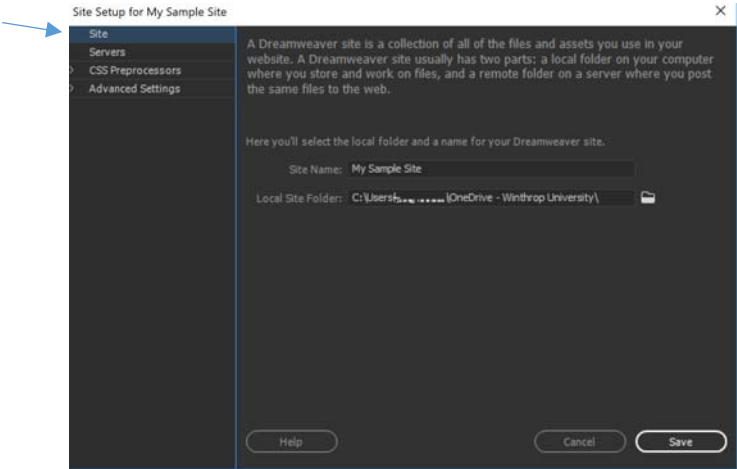 Site Setup for My Sample Site
Site
Servers
CSS Preprocessors
Advanced Settings
A Dreamweaver site is a collection of all of the files and assets you use in your
website. A Dreamweaver site usually has two parts: a local folder on your computer
where you store and work on files, and a remote folder on a server where you post
the same files to the web.
Here you'll select the local folder and a name for your Dreamweaver site.
Site Name: My Sample Site
Local Site Folder: C:\Users\ \OneDrive - Winthrop University\
Help
Cancel
Save